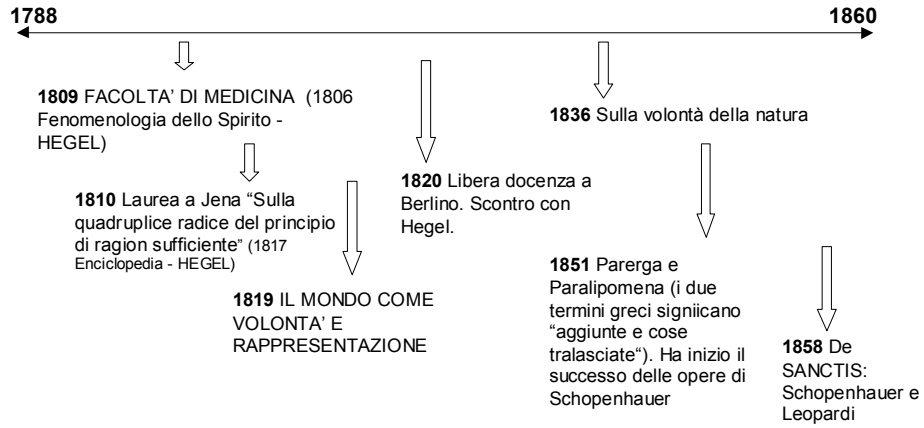 1788
1860
1809 FACOLTA' DI MEDICINA (1806
Fenomenologia dello Spirito -
HEGEL)
1810 Laurea a Jena “Sulla
quadruplice radice del principio
di ragion sufficiente” (1817
Enciclopedia - HEGEL)
1819 IL MONDO COME
VOLONTA' E
RAPPRESENTAZIONE
1820 Libera docenza a
Berlino. Scontro con
Hegel.
1836 Sulla volontà della natura
1851 Parerga e
Paralipomena (i due
termini greci signiicano
“aggiunte e cose
tralasciate“). Ha inizio il
successo delle opere di
Schopenhauer
1858 De
SANCTIS:
Schopenhauer e
Leopardi